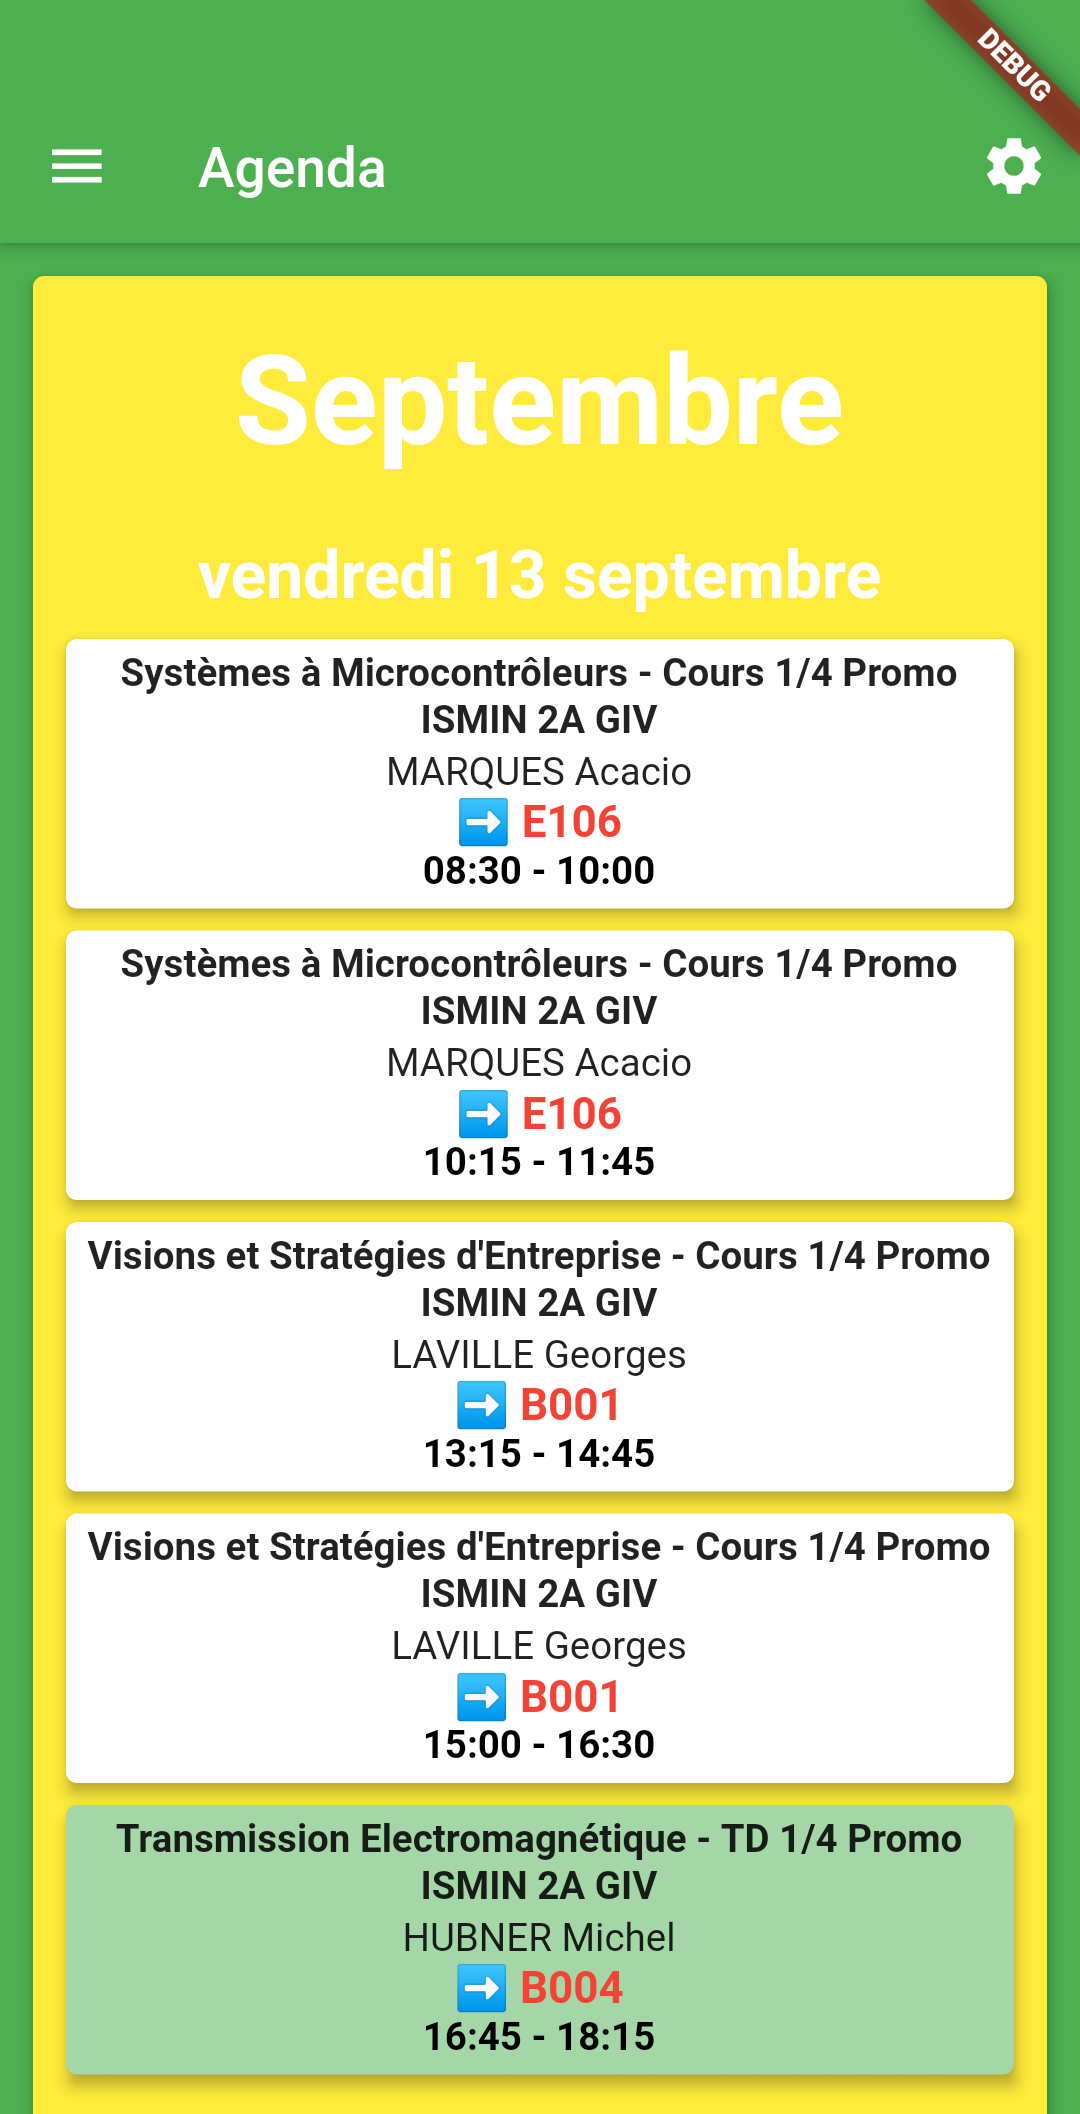 DEBUG
Agenda
Septembre
vendredi 13 septembre
Systèmes à Microcontrôleurs - Cours 1/4 Promo
ISMIN 2A GIV
MARQUES Acacio
➡️ E106
08:30 - 10:00
Systèmes à Microcontrôleurs - Cours 1/4 Promo
ISMIN 2A GIV
MARQUES Acacio
➡️ E106
10:15 - 11:45
Visions et Stratégies d'Entreprise - Cours 1/4 Promo
ISMIN 2A GIV
LAVILLE Georges
➡️ B001
13:15 - 14:45
Visions et Stratégies d'Entreprise - Cours 1/4 Promo
ISMIN 2A GIV
LAVILLE Georges
➡️ B001
15:00 - 16:30
Transmission Electromagnétique - TD 1/4 Promo
ISMIN 2A GIV
HUBNER Michel
➡️ B004
16:45 - 18:15